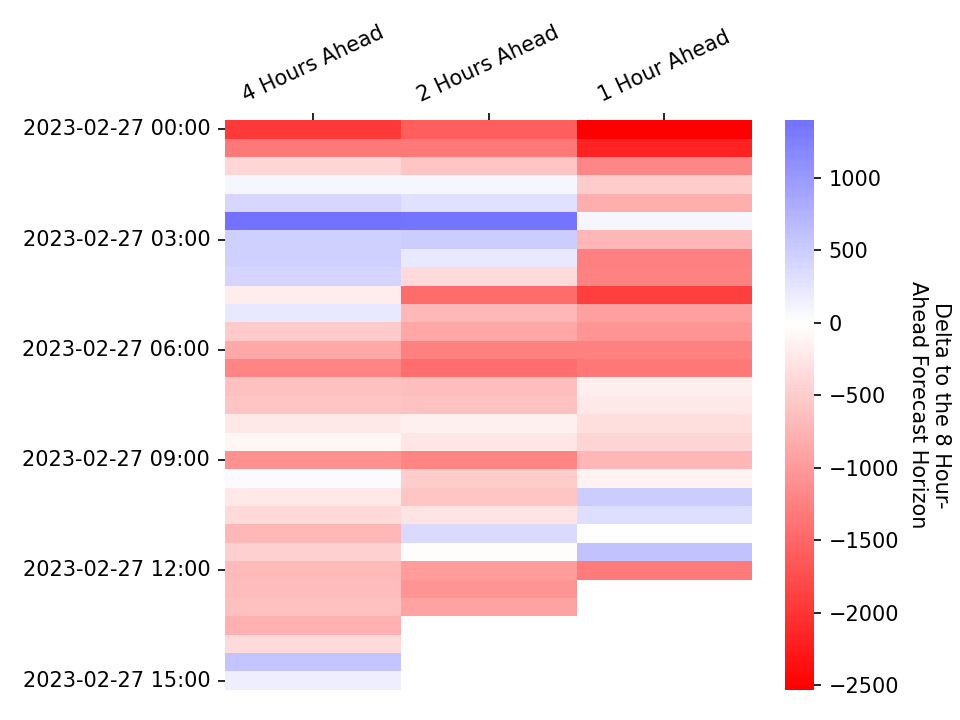 4 Hours Ahead
2 Hours Ahead
1 Hour Ahead
2023-02-27 00:00
2023-02-27 03:00
2023-02-27 06:00
2023-02-27 09:00
2023-02-27 12:00
2023-02-27 15:00
1000
500
0
−500
−1000
−1500
−2000
−2500
Delta to the 8 Hour-
Ahead Forecast Horizon